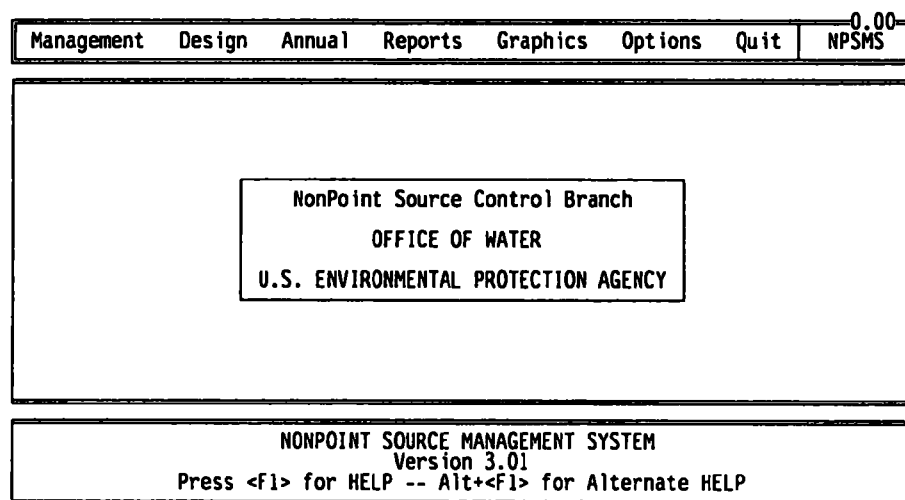 0.00
Management Design Annual Reports Graphics Options Quit NPSMS
NonPoint Source Control Branch
OFFICE OF WATER
U.S. ENVIRONMENTAL PROTECTION AGENCY
NONPOINT SOURCE MANAGEMENT SYSTEM
Version 3.01
Press <F1> for HELP -- Alt+<F1> for Alternate HELP